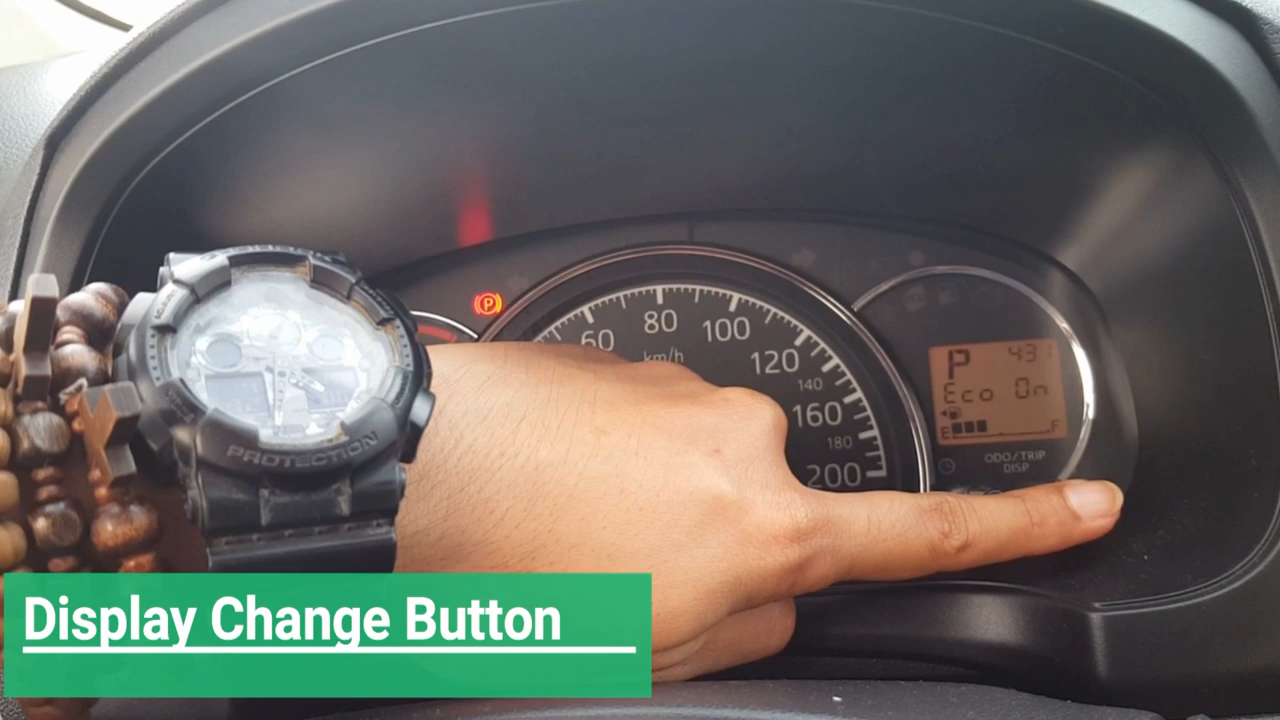 60
80
100
120
140
160
180
200
km/h
P
P 431
Eco On
E F
ODO/TRIP
DISP
PROTECTION
Display Change Button